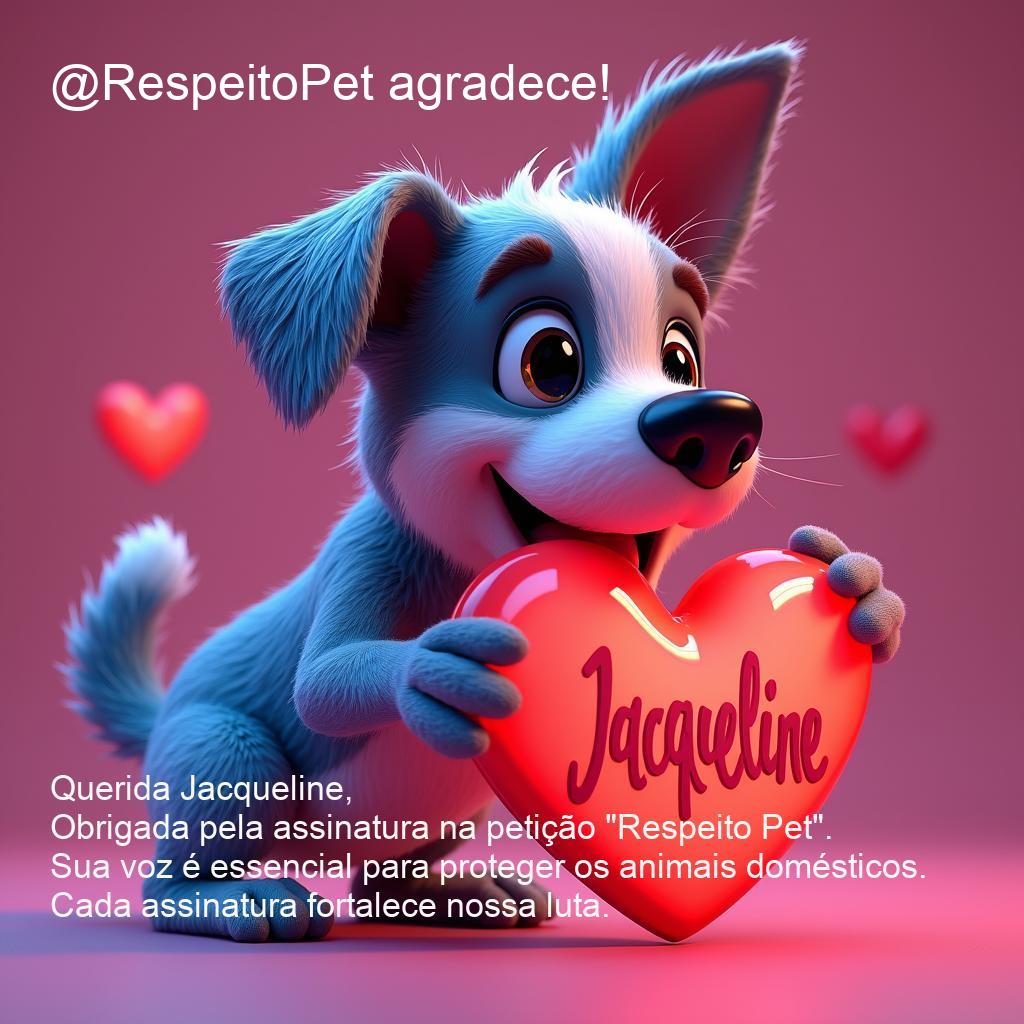 @RespeitoPet agradece!
Jacqueline
Querida Jacqueline,
Obrigada pela assinatura na petição "Respeito Pet".
Sua voz é essencial para proteger os animais domésticos.
Cada assinatura fortalece nossa luta.